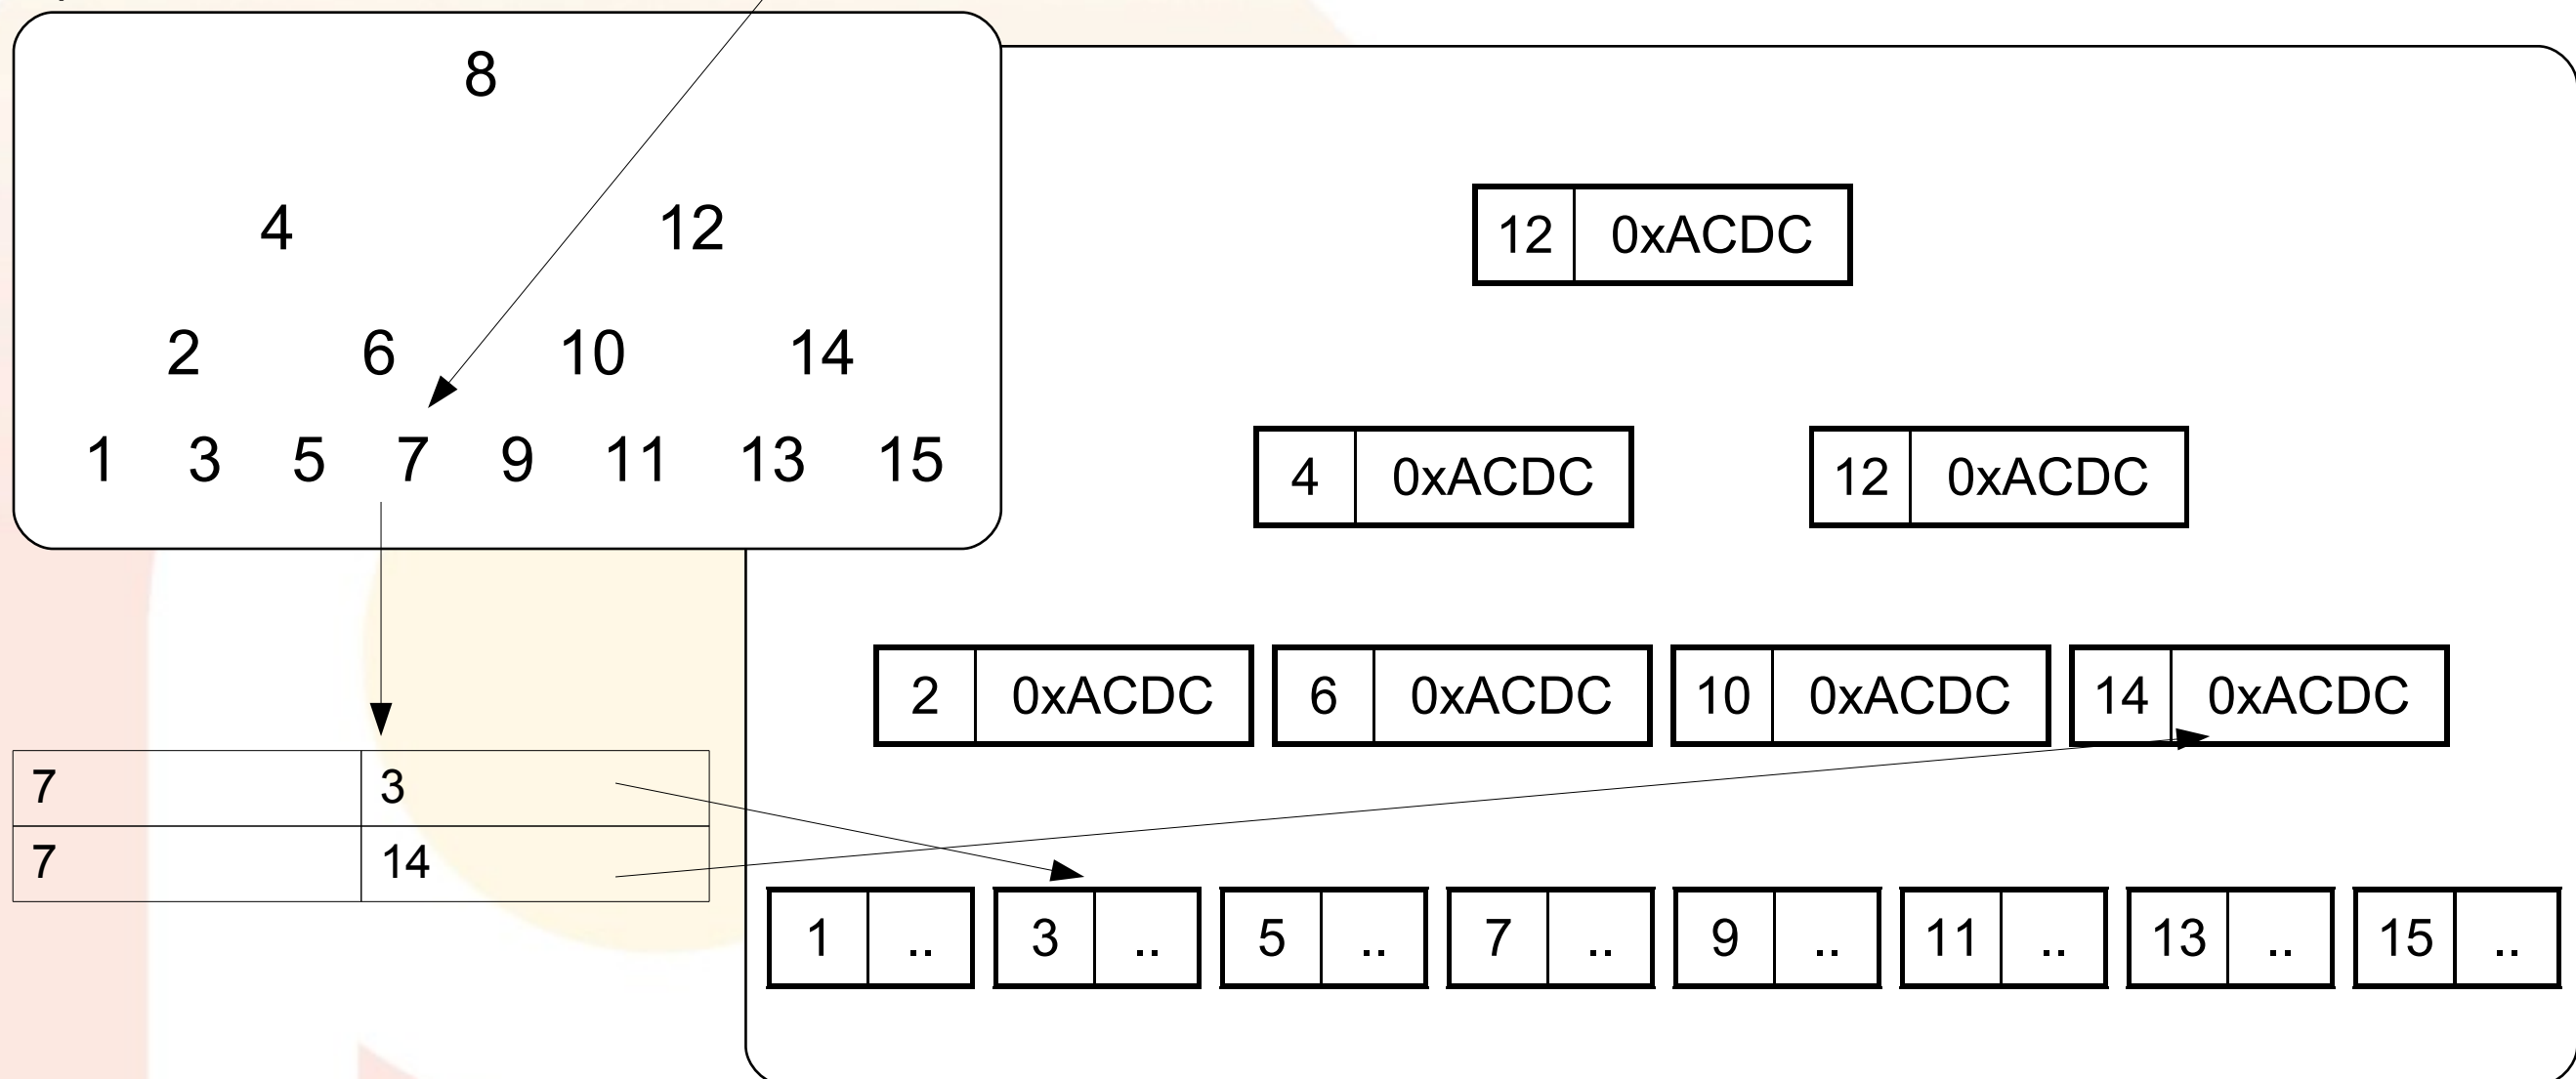 8
4 12
2 6 10 14
1 3 5 7 9 11 13 15
12 0xACDC
4 0xACDC 12 0xACDC
2 0xACDC 6 0xACDC 10 0xACDC 14 0xACDC
7 3
7 14
1 .. 3 .. 5 .. 7 .. 9 .. 11 .. 13 .. 15 ..